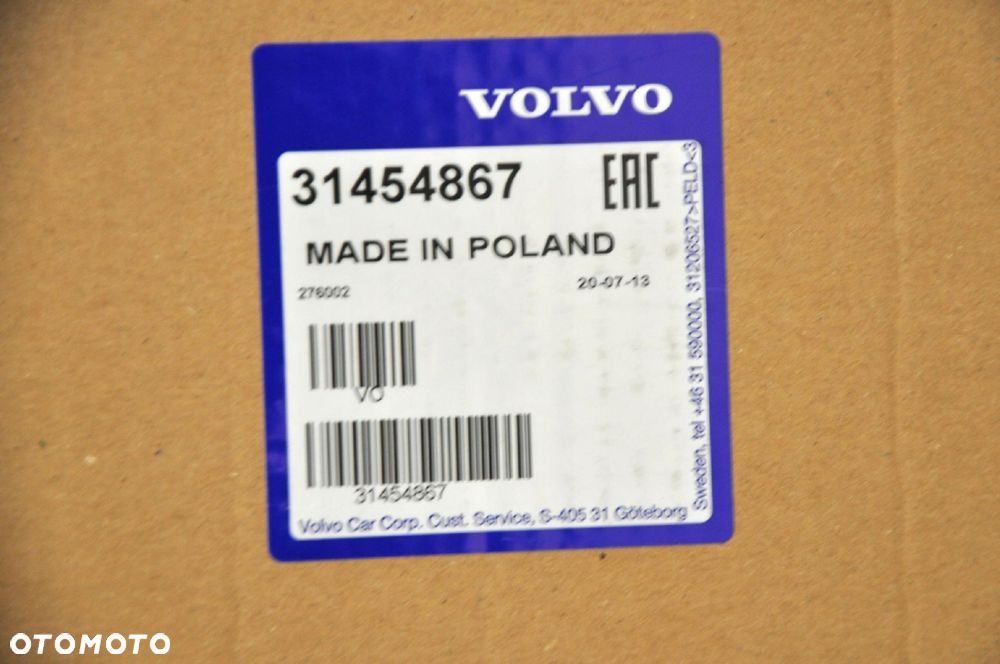 VOLVO
31454867 EAC
MADE IN POLAND
276002 20-07-13
VO
31454867
Volvo Car Corp. Cust. Service, S-405 31 Göteborg
Sweden, tel +46 31 590000, 31206527>PELD<3
OTOMOTO